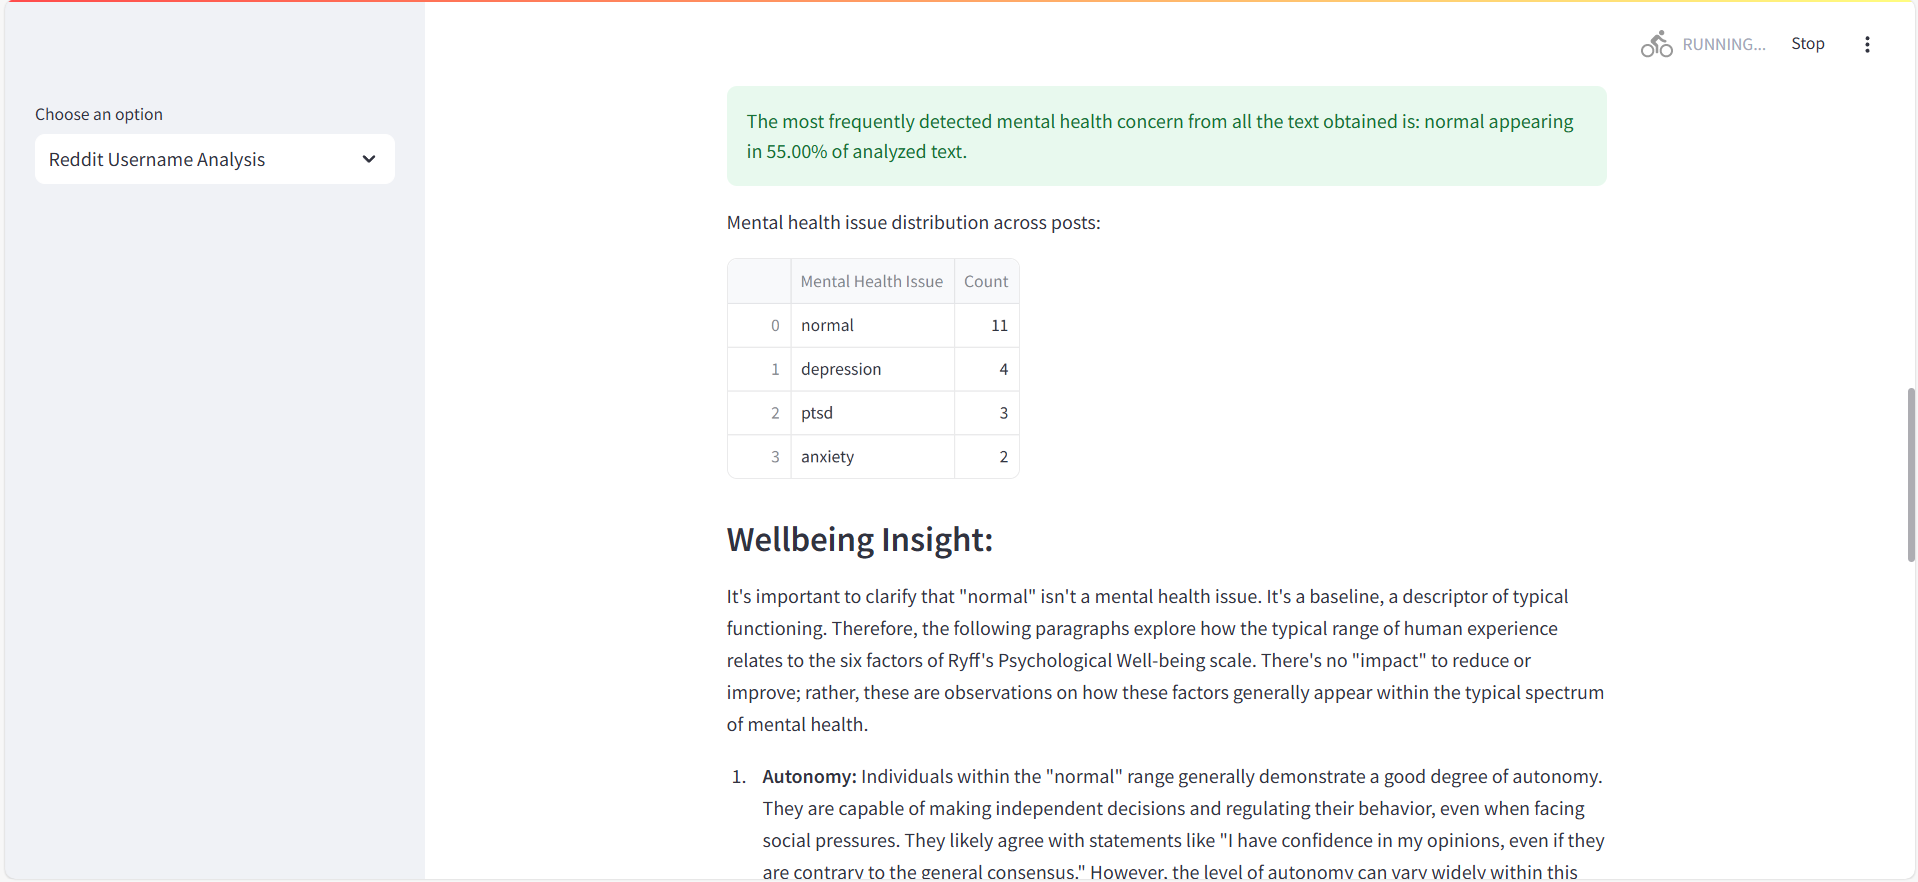 RUNNING...
Stop
Choose an option
Reddit Username Analysis
The most frequently detected mental health concern from all the text obtained is: normal appearing
in 55.00% of analyzed text.
Mental health issue distribution across posts:
Mental Health Issue Count
0 normal 11
1 depression 4
2 ptsd 3
3 anxiety 2
Wellbeing Insight:
It's important to clarify that "normal" isn't a mental health issue. It's a baseline, a descriptor of typical
functioning. Therefore, the following paragraphs explore how the typical range of human experience
relates to the six factors of Ryff's Psychological Well-being scale. There's no "impact" to reduce or
improve; rather, these are observations on how these factors generally appear within the typical spectrum
of mental health.
1. Autonomy: Individuals within the "normal" range generally demonstrate a good degree of autonomy.
They are capable of making independent decisions and regulating their behavior, even when facing
social pressures. They likely agree with statements like "I have confidence in my opinions, even if they
are contrary to the general consensus." However, the level of autonomy can vary widely within this